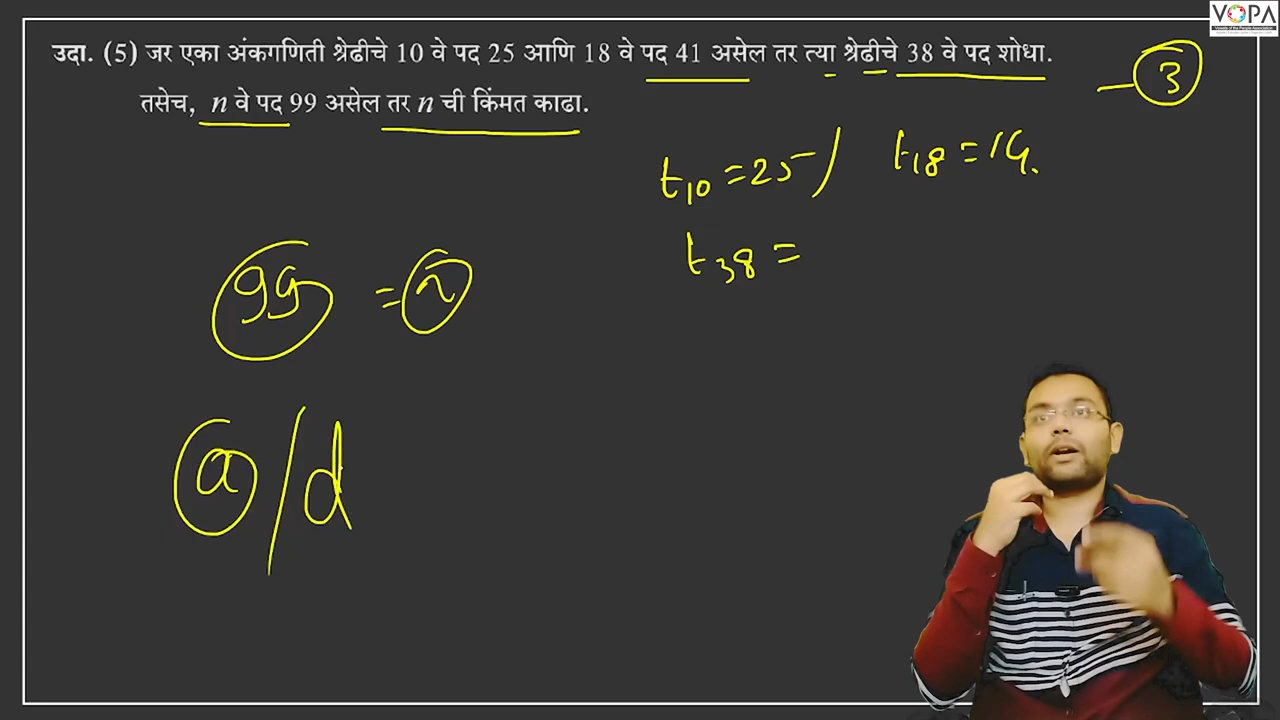 VOPA
उदा. (5) जर एका अंकगणिती श्रेढीचे 10 वे पद 25 आणि 18 वे पद 41 असेल तर त्या श्रेढीचे 38 वे पद शोधा.
तसेच, n वे पद 99 असेल तर n ची किंमत काढा.
3
t10 = 25 / t18 = 14.
t38 =
99 = n
a / d